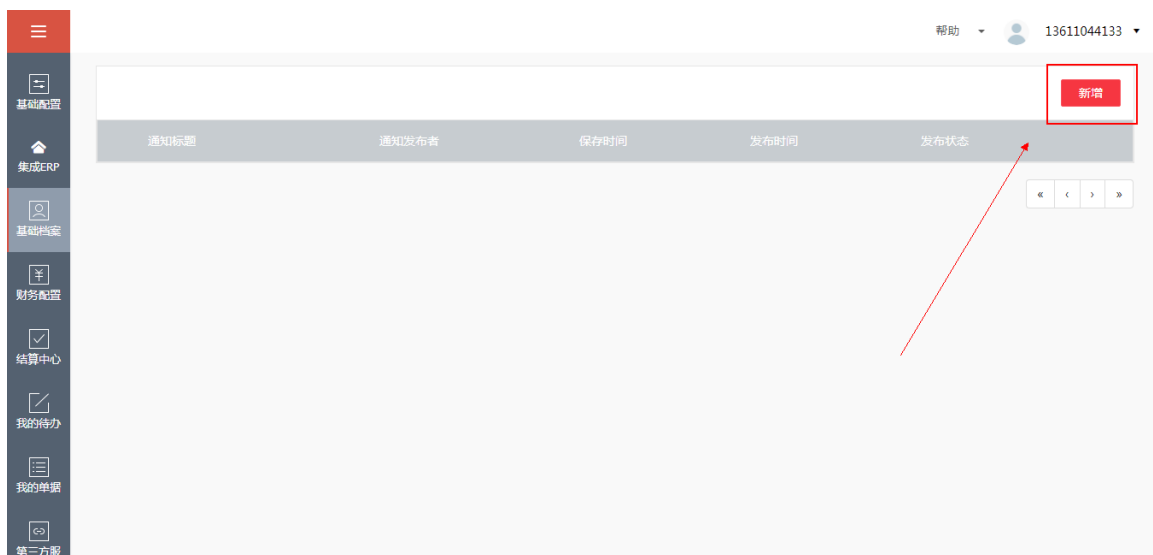 帮助
13611044133
基础配置
集成ERP
基础档案
财务配置
结算中心
我的待办
我的单据
第三方服
新增
通知标题 通知发布者 保存时间 发布时间 发布状态
« ‹ › »